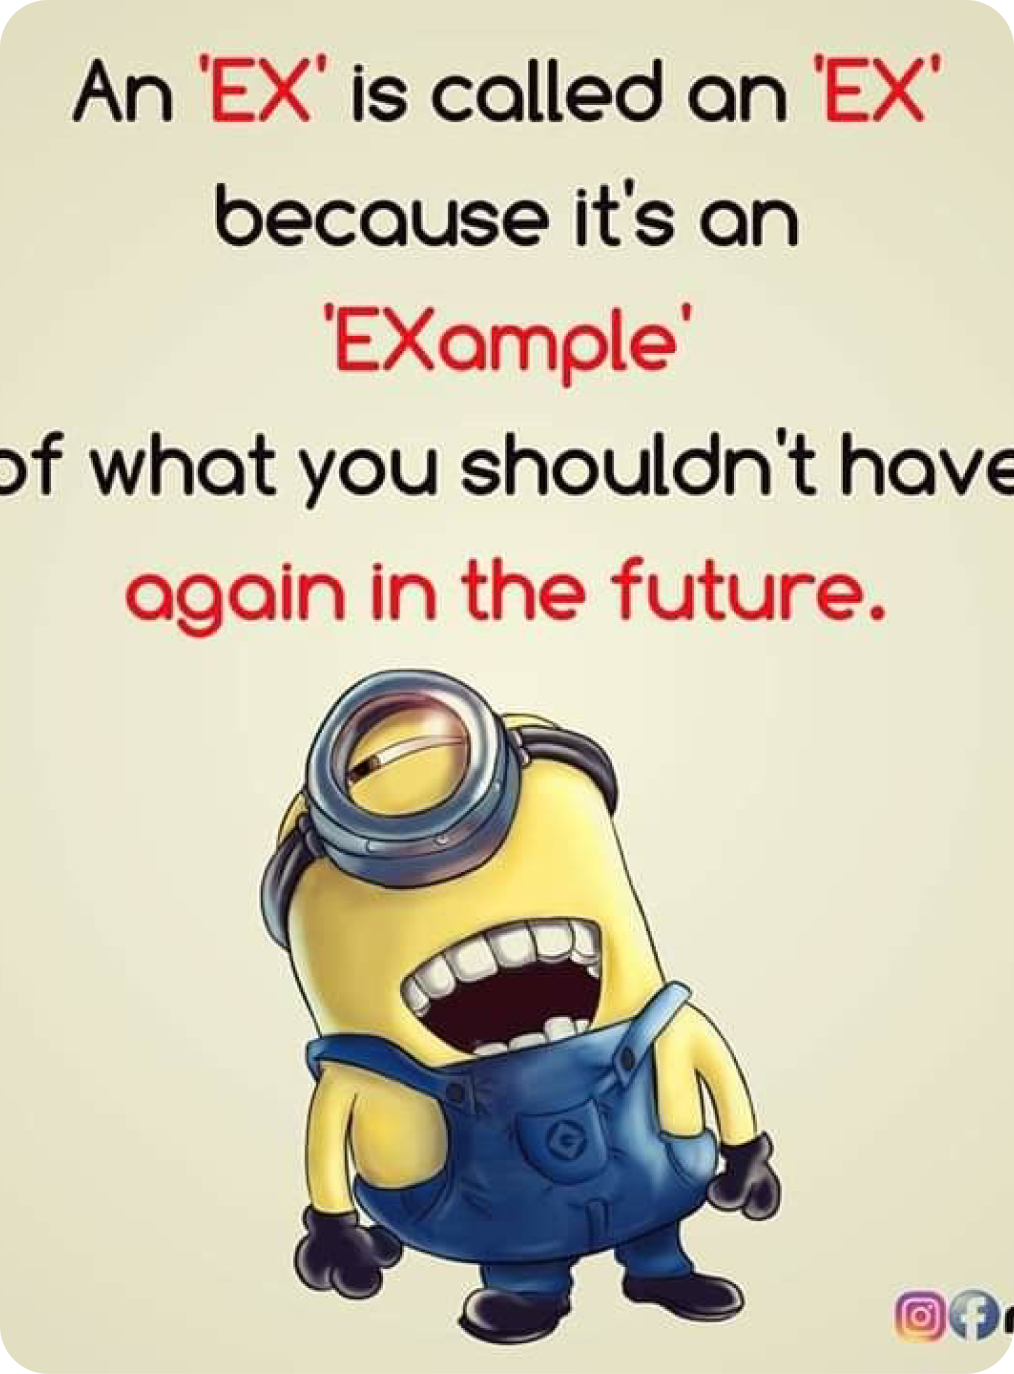 An 'EX' is called an 'EX'
because it's an
'EXample'
of what you shouldn't have
again in the future.